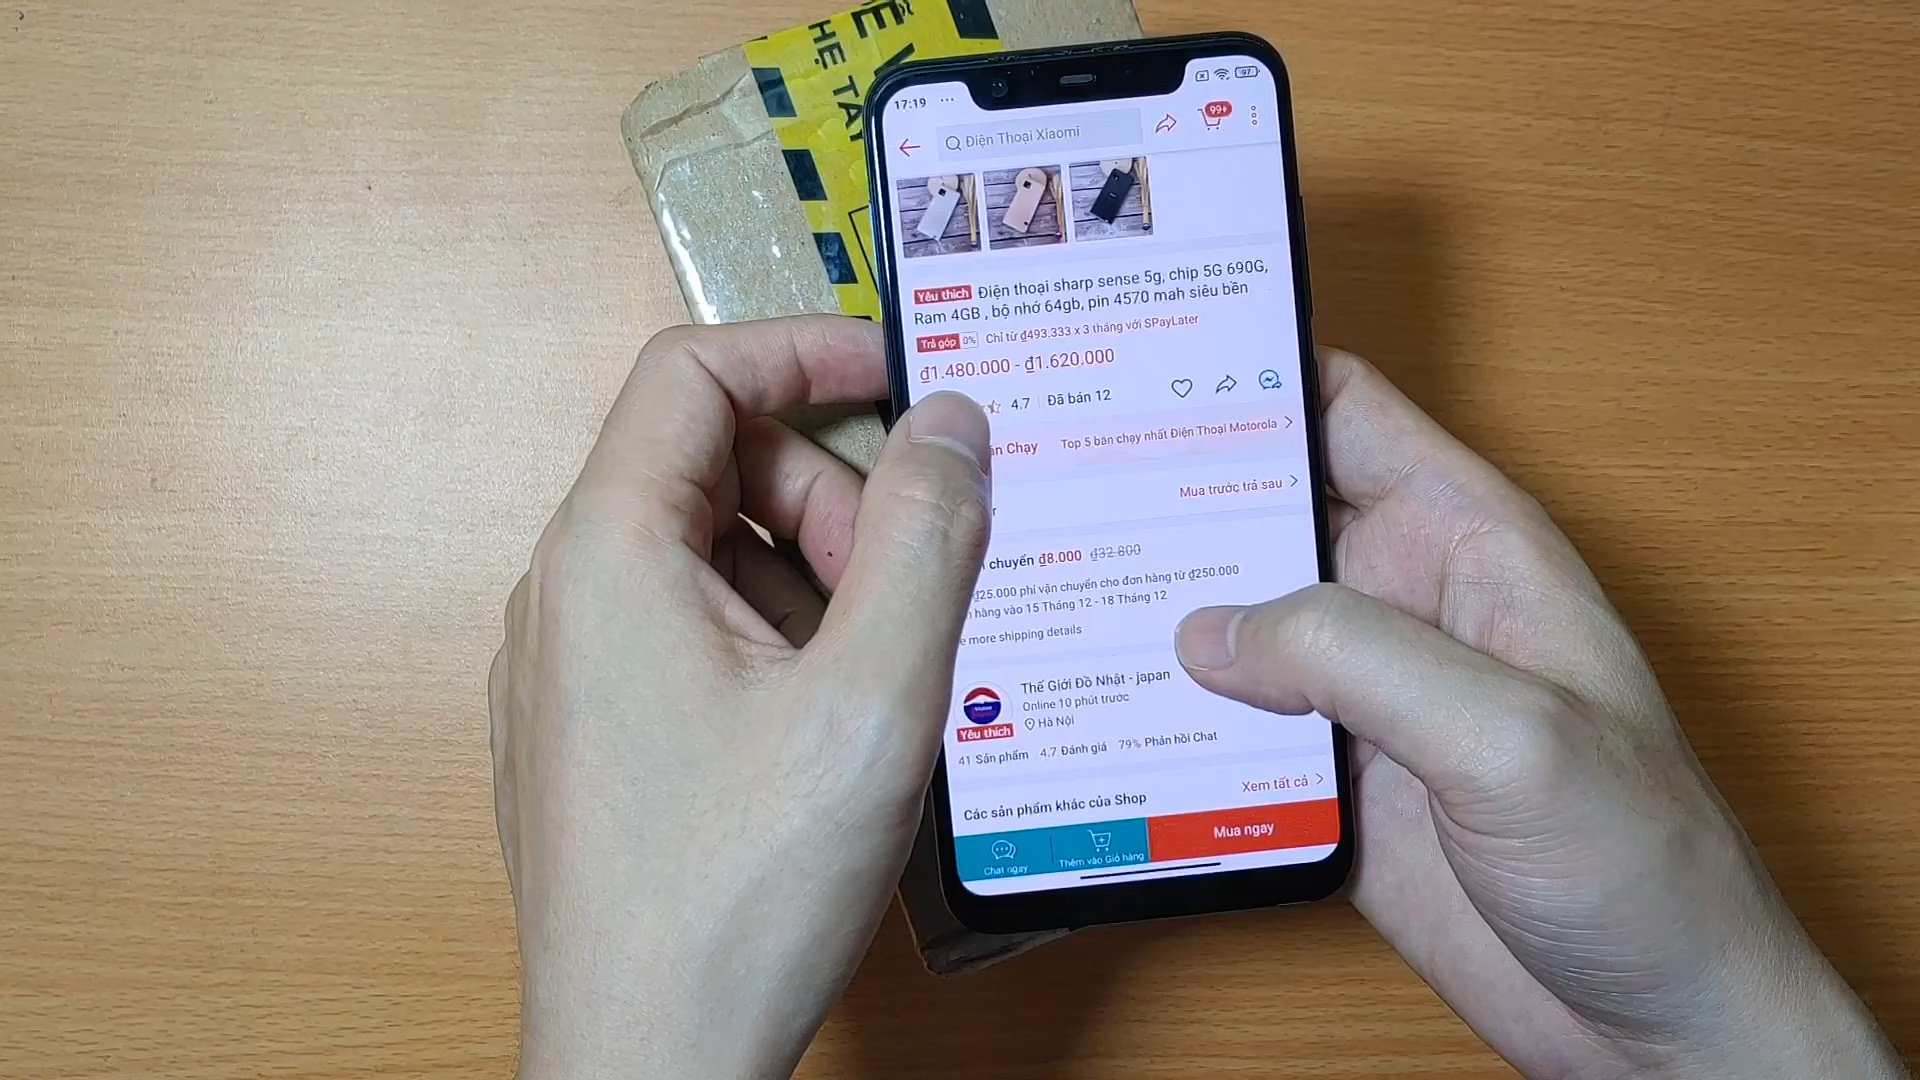 HẸ TA
17:19 ...
97
Điện Thoại Xiaomi
99+
Yêu thích Điện thoại sharp sense 5g, chip 5G 690G,
Ram 4GB , bộ nhớ 64gb, pin 4570 mah siêu bền
Trả góp 0% Chỉ từ ₫493.333 x 3 tháng với SPayLater
₫1.480.000 - ₫1.620.000
4.7 Đã bán 12
Chạy Top 5 bán chạy nhất Điện Thoại Motorola
Mua trước trả sau
chuyển ₫8.000 ₫32.800
₫25.000 phí vận chuyển cho đơn hàng từ ₫250.000
hàng vào 15 Tháng 12 - 18 Tháng 12
more shipping details
Thế Giới Đồ Nhật - japan
Online 10 phút trước
Hà Nội
Yêu thích
41 Sản phẩm 4.7 Đánh giá 79% Phản hồi Chat
Các sản phẩm khác của Shop Xem tất cả
Chat ngay Thêm vào Giỏ hàng Mua ngay